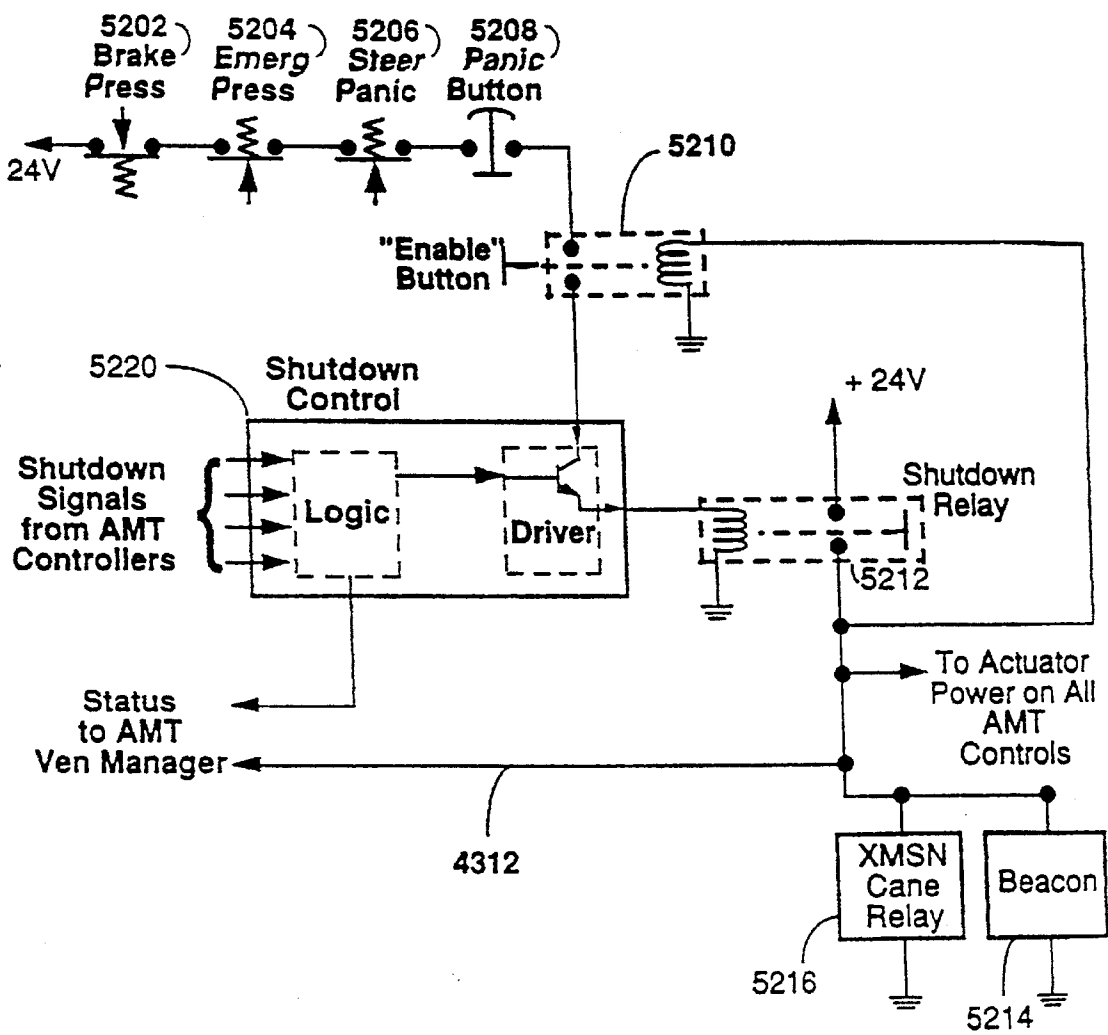 5202 5204 5206 5208
Brake Emerg Steer Panic
Press Press Panic Button
24V
5210
"Enable"
Button
5220
Shutdown
Control
+ 24V
Shutdown
Signals
from AMT
Controllers
Logic
Driver
Shutdown
Relay
5212
To Actuator
Power on All
AMT
Controls
Status
to AMT
Ven Manager
4312
XMSN
Cane
Relay
Beacon
5216
5214